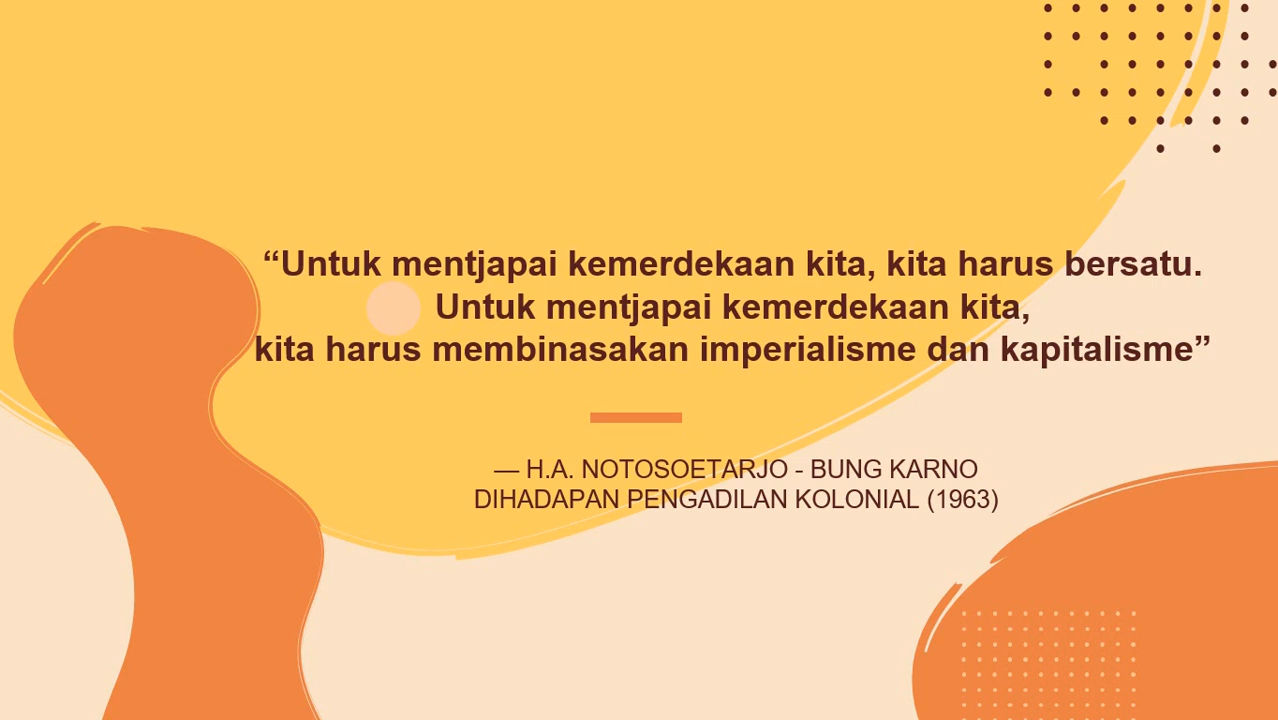 “Untuk mentjapai kemerdekaan kita, kita harus bersatu.
Untuk mentjapai kemerdekaan kita,
kita harus membinasakan imperialisme dan kapitalisme”
— H.A. NOTOSOETARJO - BUNG KARNO
DIHADAPAN PENGADILAN KOLONIAL (1963)